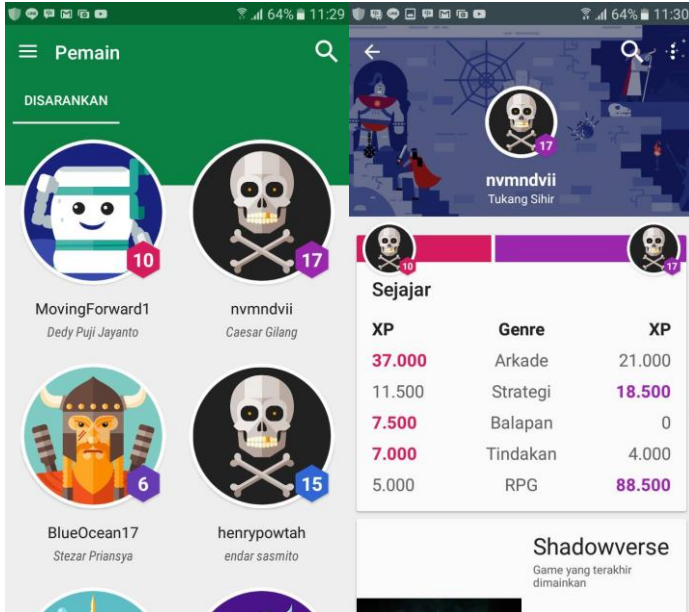 64% 11:29
Pemain
DISARANKAN
10
17
MovingForward1
nvmndvii
Dedy Puji Jayanto
Caesar Gilang
6
15
BlueOcean17
henrypowtah
Stezar Priansya
endar sasmito
64% 11:30
17
nvmndvii
Tukang Sihir
10
17
Sejajar
XP Genre XP
37.000 Arkade 21.000
11.500 Strategi 18.500
7.500 Balapan 0
7.000 Tindakan 4.000
5.000 RPG 88.500
Shadowverse
Game yang terakhir
dimainkan